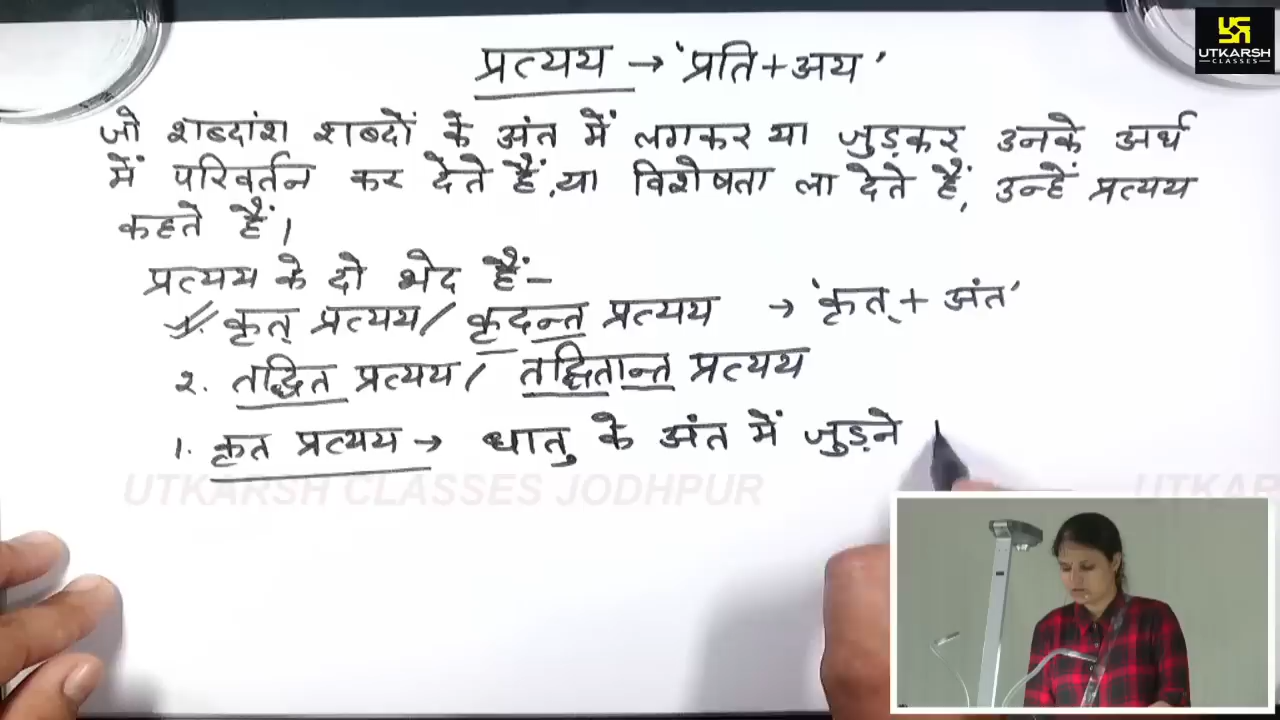 UTKARSH
CLASSES
प्रत्यय → 'प्रति + अय'
जो शब्दांश शब्दों के अंत में लगकर या जुड़कर उनके अर्थ
में परिवर्तन कर देते हैं, या विशेषता ला देते हैं, उन्हें प्रत्यय
कहते हैं।
प्रत्यय के दो भेद हैं–
1. कृत् प्रत्यय / कृदन्त प्रत्यय → 'कृत् + अंत'
२. तद्धित प्रत्यय / तद्धितान्त प्रत्यय
1. कृत प्रत्यय → धातु के अंत में जुड़ने
UTKARSH CLASSES JODHPUR
UTKAR